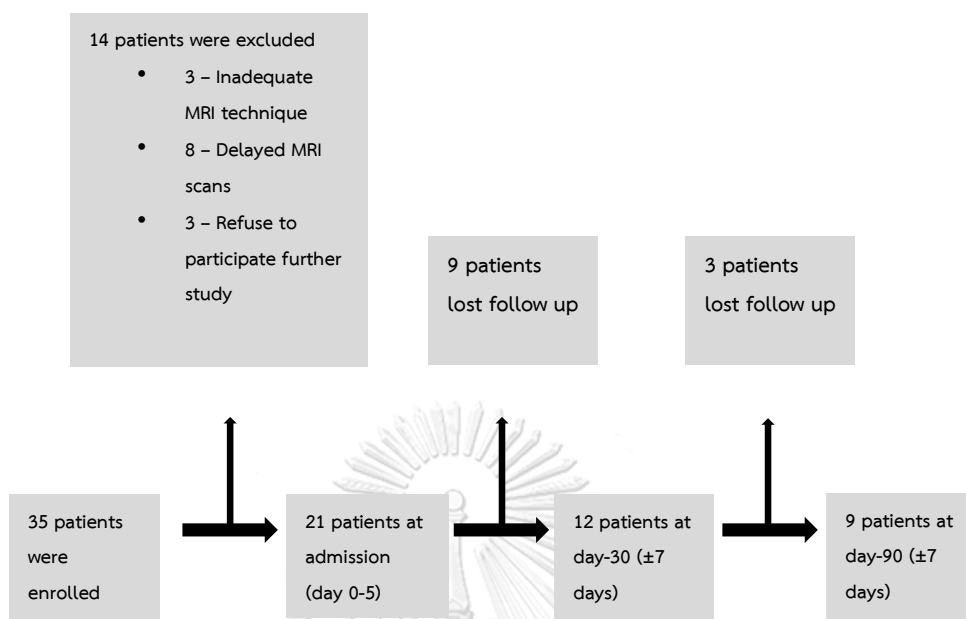 14 patients were excluded
• 3 – Inadequate
MRI technique
• 8 – Delayed MRI
scans
• 3 – Refuse to
participate further
study
9 patients
lost follow up
3 patients
lost follow up
35 patients
were
enrolled
21 patients at
admission
(day 0-5)
12 patients at
day-30 (±7
days)
9 patients at
day-90 (±7
days)